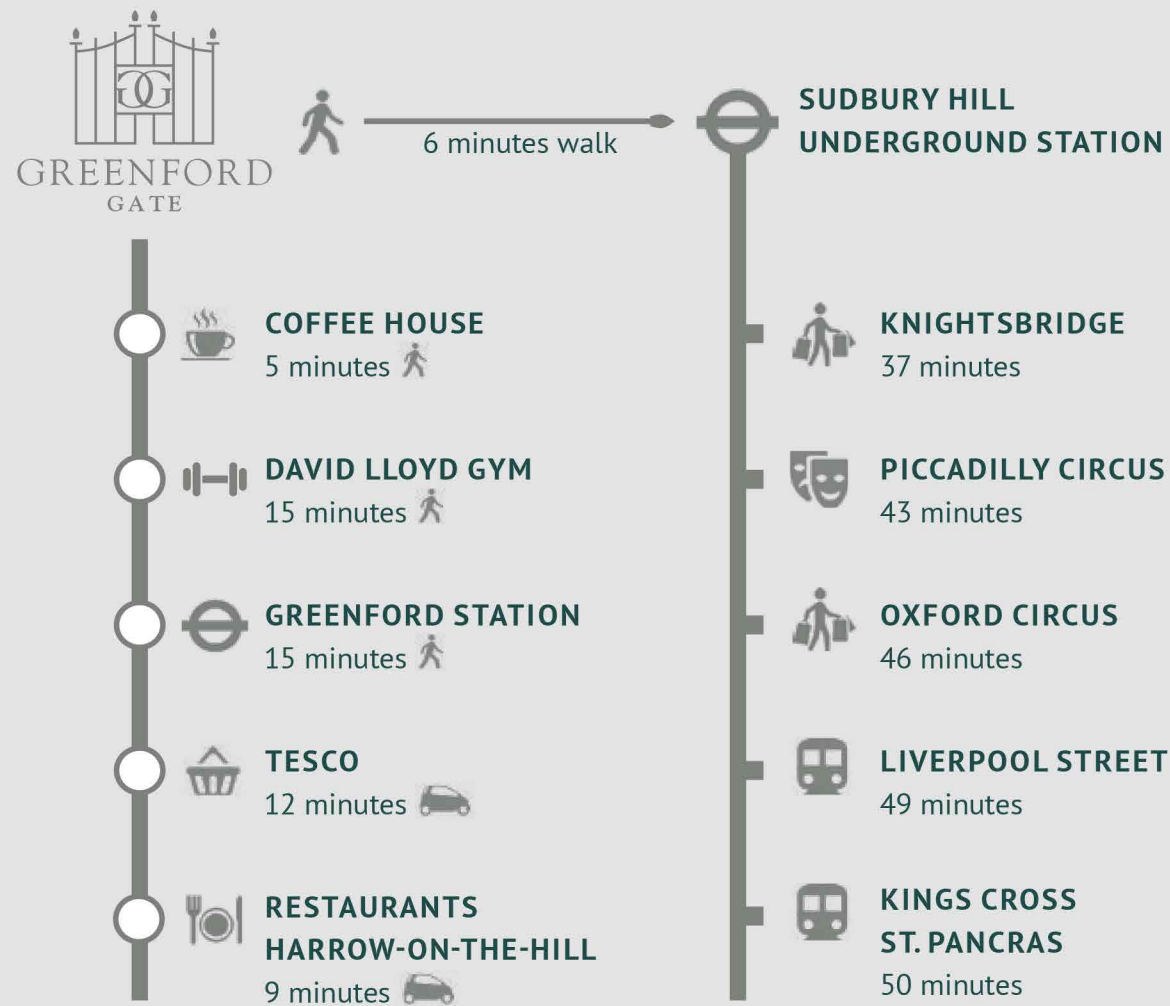 GG
GREENFORD
GATE
6 minutes walk
SUDBURY HILL
UNDERGROUND STATION
COFFEE HOUSE
5 minutes
DAVID LLOYD GYM
15 minutes
GREENFORD STATION
15 minutes
TESCO
12 minutes
RESTAURANTS
HARROW-ON-THE-HILL
9 minutes
KNIGHTSBRIDGE
37 minutes
PICCADILLY CIRCUS
43 minutes
OXFORD CIRCUS
46 minutes
LIVERPOOL STREET
49 minutes
KINGS CROSS
ST. PANCRAS
50 minutes